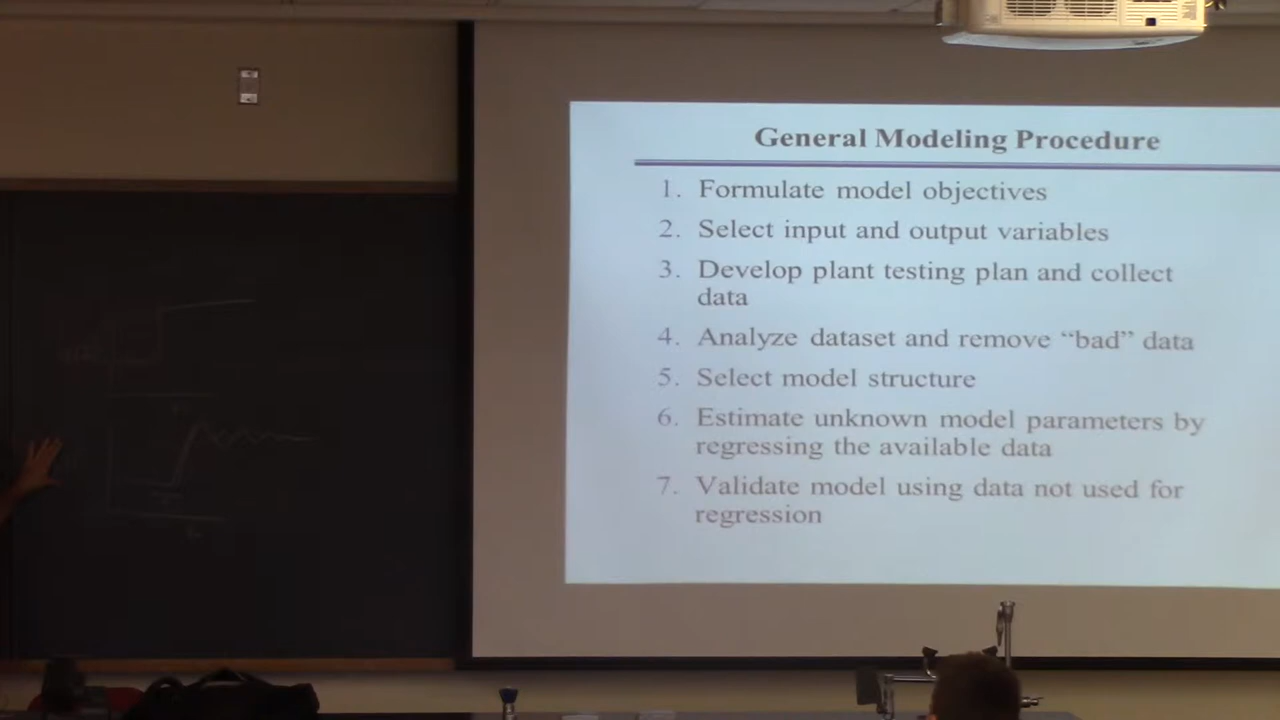 General Modeling Procedure
1. Formulate model objectives
2. Select input and output variables
3. Develop plant testing plan and collect
data
4. Analyze dataset and remove “bad” data
5. Select model structure
6. Estimate unknown model parameters by
regressing the available data
7. Validate model using data not used for
regression